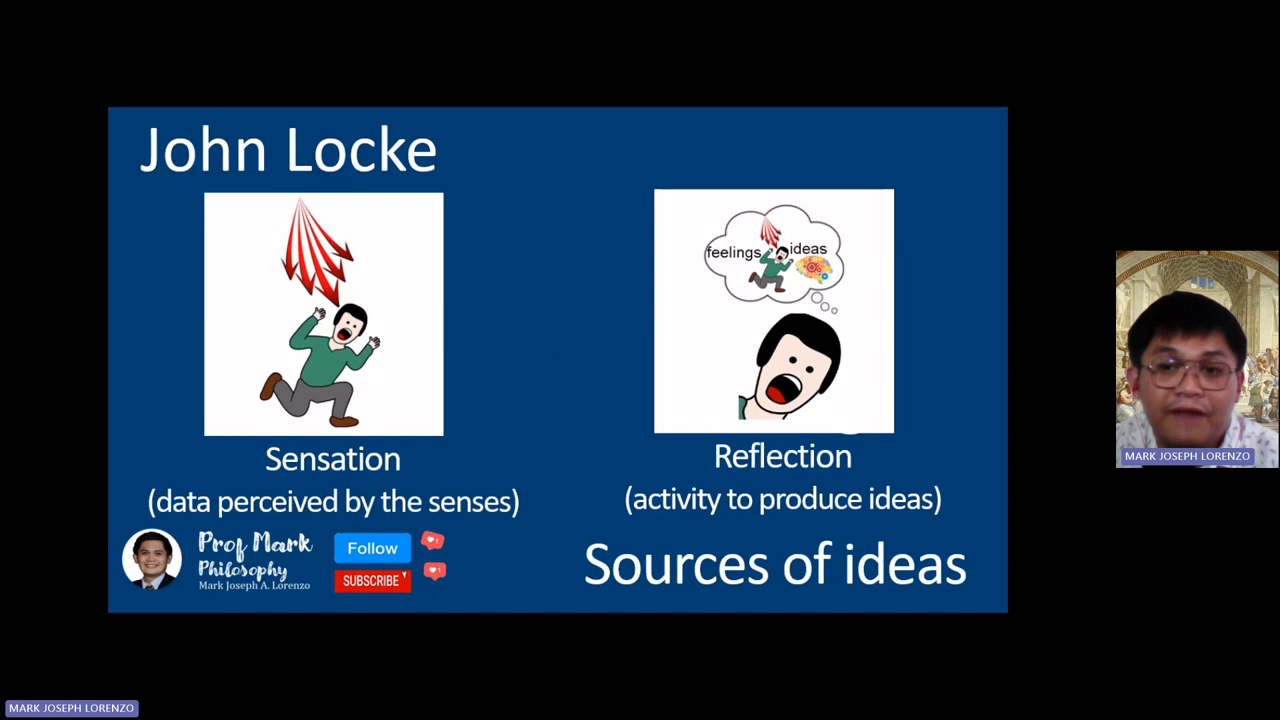 John Locke
feelings
ideas
Sensation
(data perceived by the senses)
Reflection
(activity to produce ideas)
Prof Mark
Philosophy
Mark Joseph A. Lorenzo
Follow
SUBSCRIBE
Sources of ideas
MARK JOSEPH LORENZO
MARK JOSEPH LORENZO